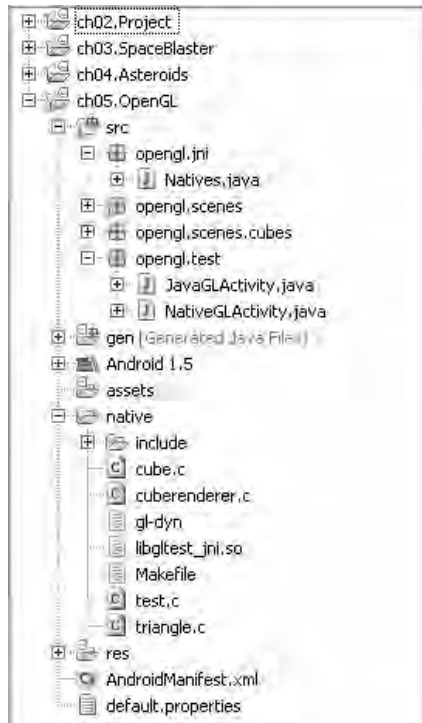 ch02.Project
ch03.SpaceBlaster
ch04.Asteroids
ch05.OpenGL
src
opengl.jni
Natives.java
opengl.scenes
opengl.scenes.cubes
opengl.test
JavaGLActivity.java
NativeGLActivity.java
gen [Generated Java Files]
Android 1.5
assets
native
include
cube.c
cuberenderer.c
gl-dyn
libgltest_jni.so
Makefile
test.c
triangle.c
res
AndroidManifest.xml
default.properties